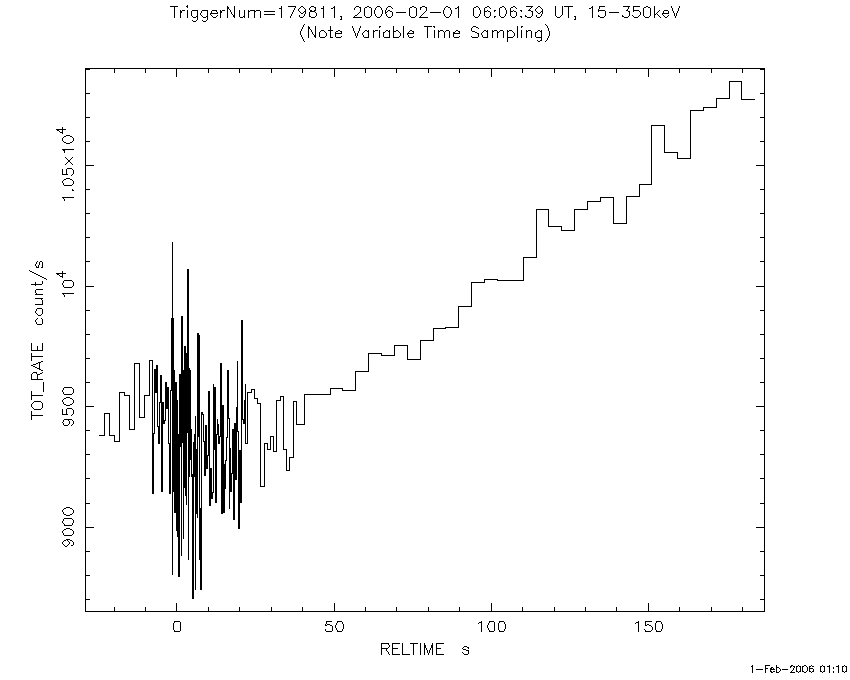 TriggerNum=179811, 2006-02-01 06:06:39 UT, 15-350keV
(Note Variable Time Sampling)
TOT_RATE count/s
1.05×10⁴
10⁴
9500
9000
0 50 100 150
RELTIME s
1-Feb-2006 01:10